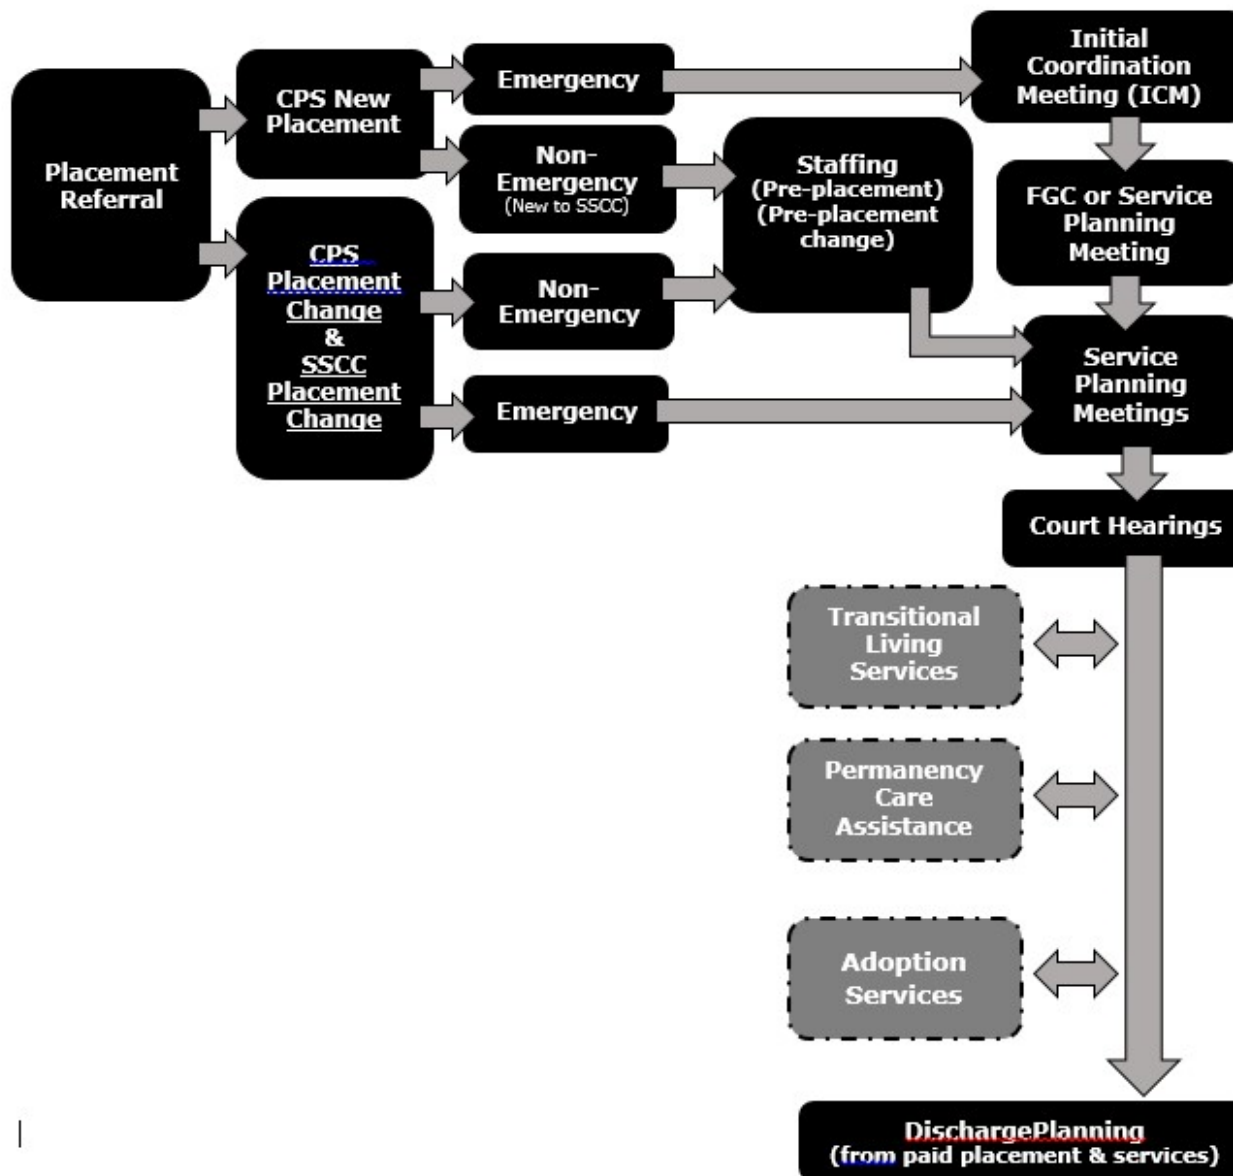 Placement
Referral
CPS New
Placement
CPS
Placement
Change
&
SSCC
Placement
Change
Emergency
Non-
Emergency
(New to SSCC)
Non-
Emergency
Emergency
Staffing
(Pre-placement)
(Pre-placement
change)
Initial
Coordination
Meeting (ICM)
FGC or Service
Planning
Meeting
Service
Planning
Meetings
Court Hearings
Transitional
Living
Services
Permanency
Care
Assistance
Adoption
Services
DischargePlanning
(from paid placement & services)